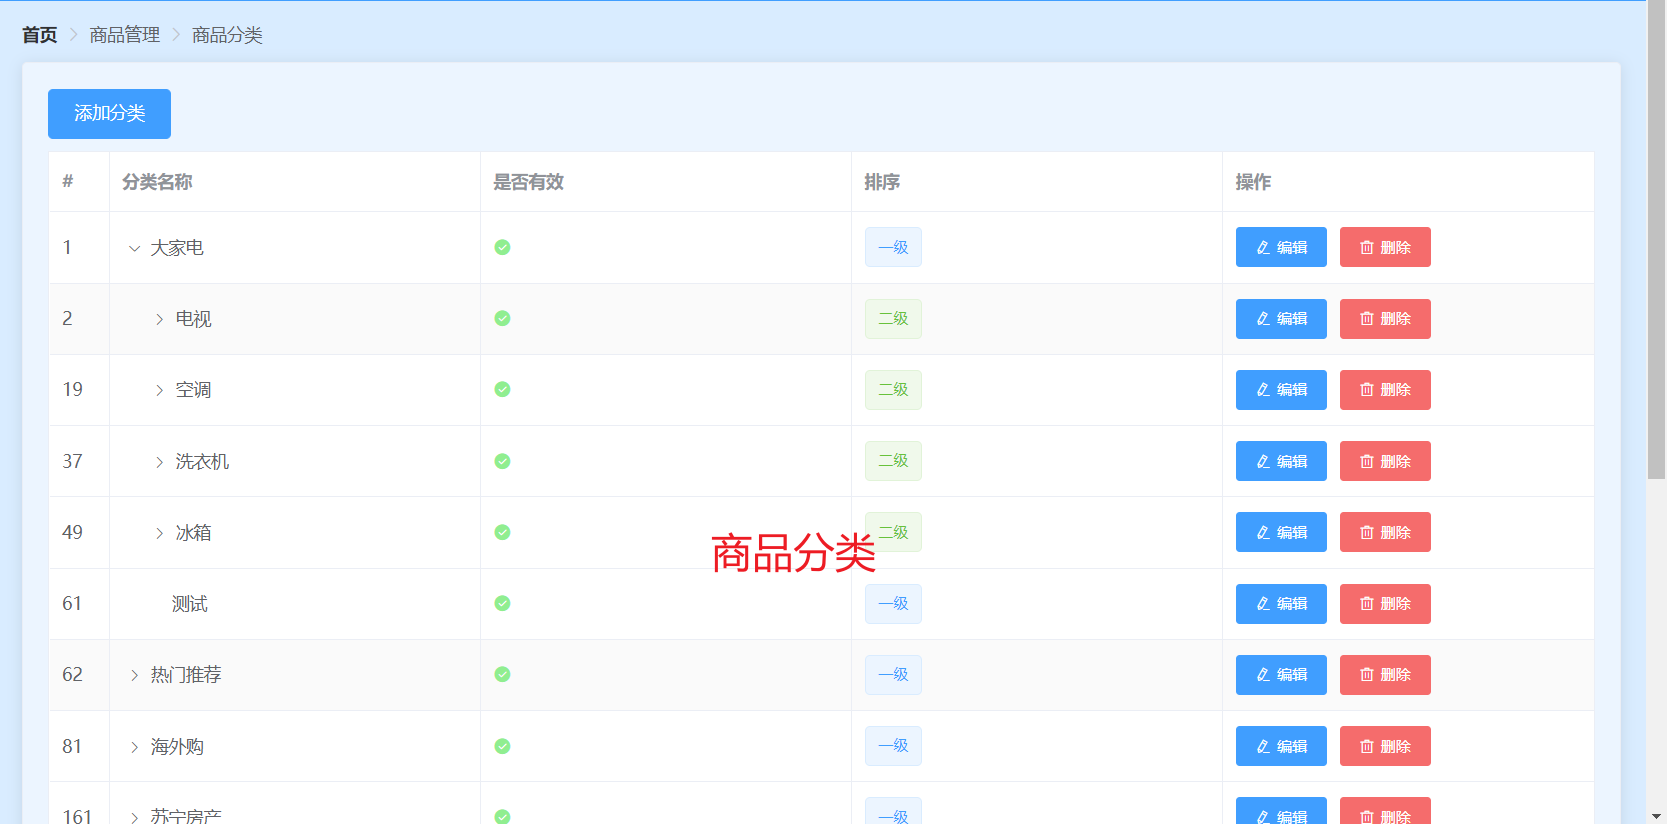 首页 > 商品管理 > 商品分类
添加分类
# 分类名称 是否有效 排序 操作
1 大家电 一级 编辑 删除
2 电视 二级 编辑 删除
19 空调 二级 编辑 删除
37 洗衣机 二级 编辑 删除
49 冰箱 二级 编辑 删除
商品分类
61 测试 一级 编辑 删除
62 热门推荐 一级 编辑 删除
81 海外购 一级 编辑 删除
161 苏宁房产 一级 编辑 删除